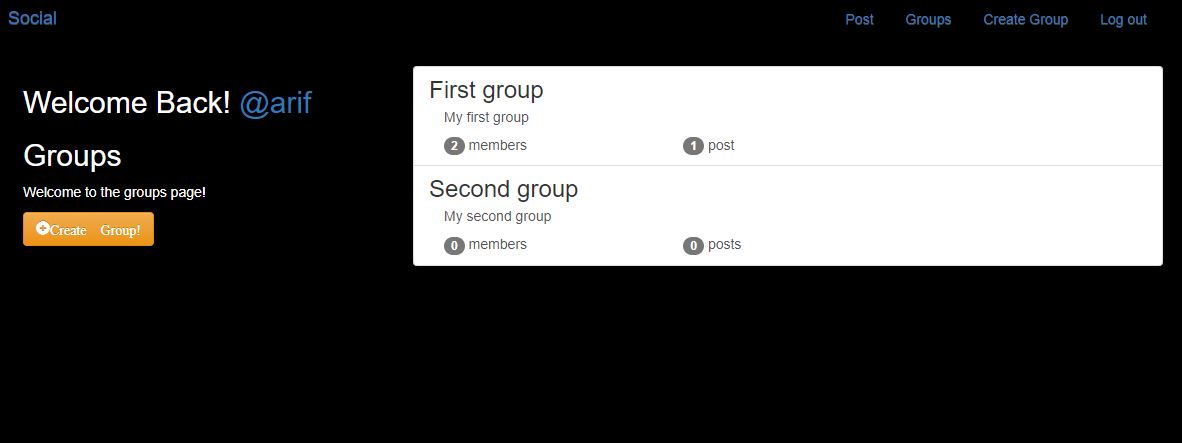 Social Post Groups Create Group Log out
Welcome Back! @arif
Groups
Welcome to the groups page!
Create Group!
First group
My first group
2 members 1 post
Second group
My second group
0 members 0 posts